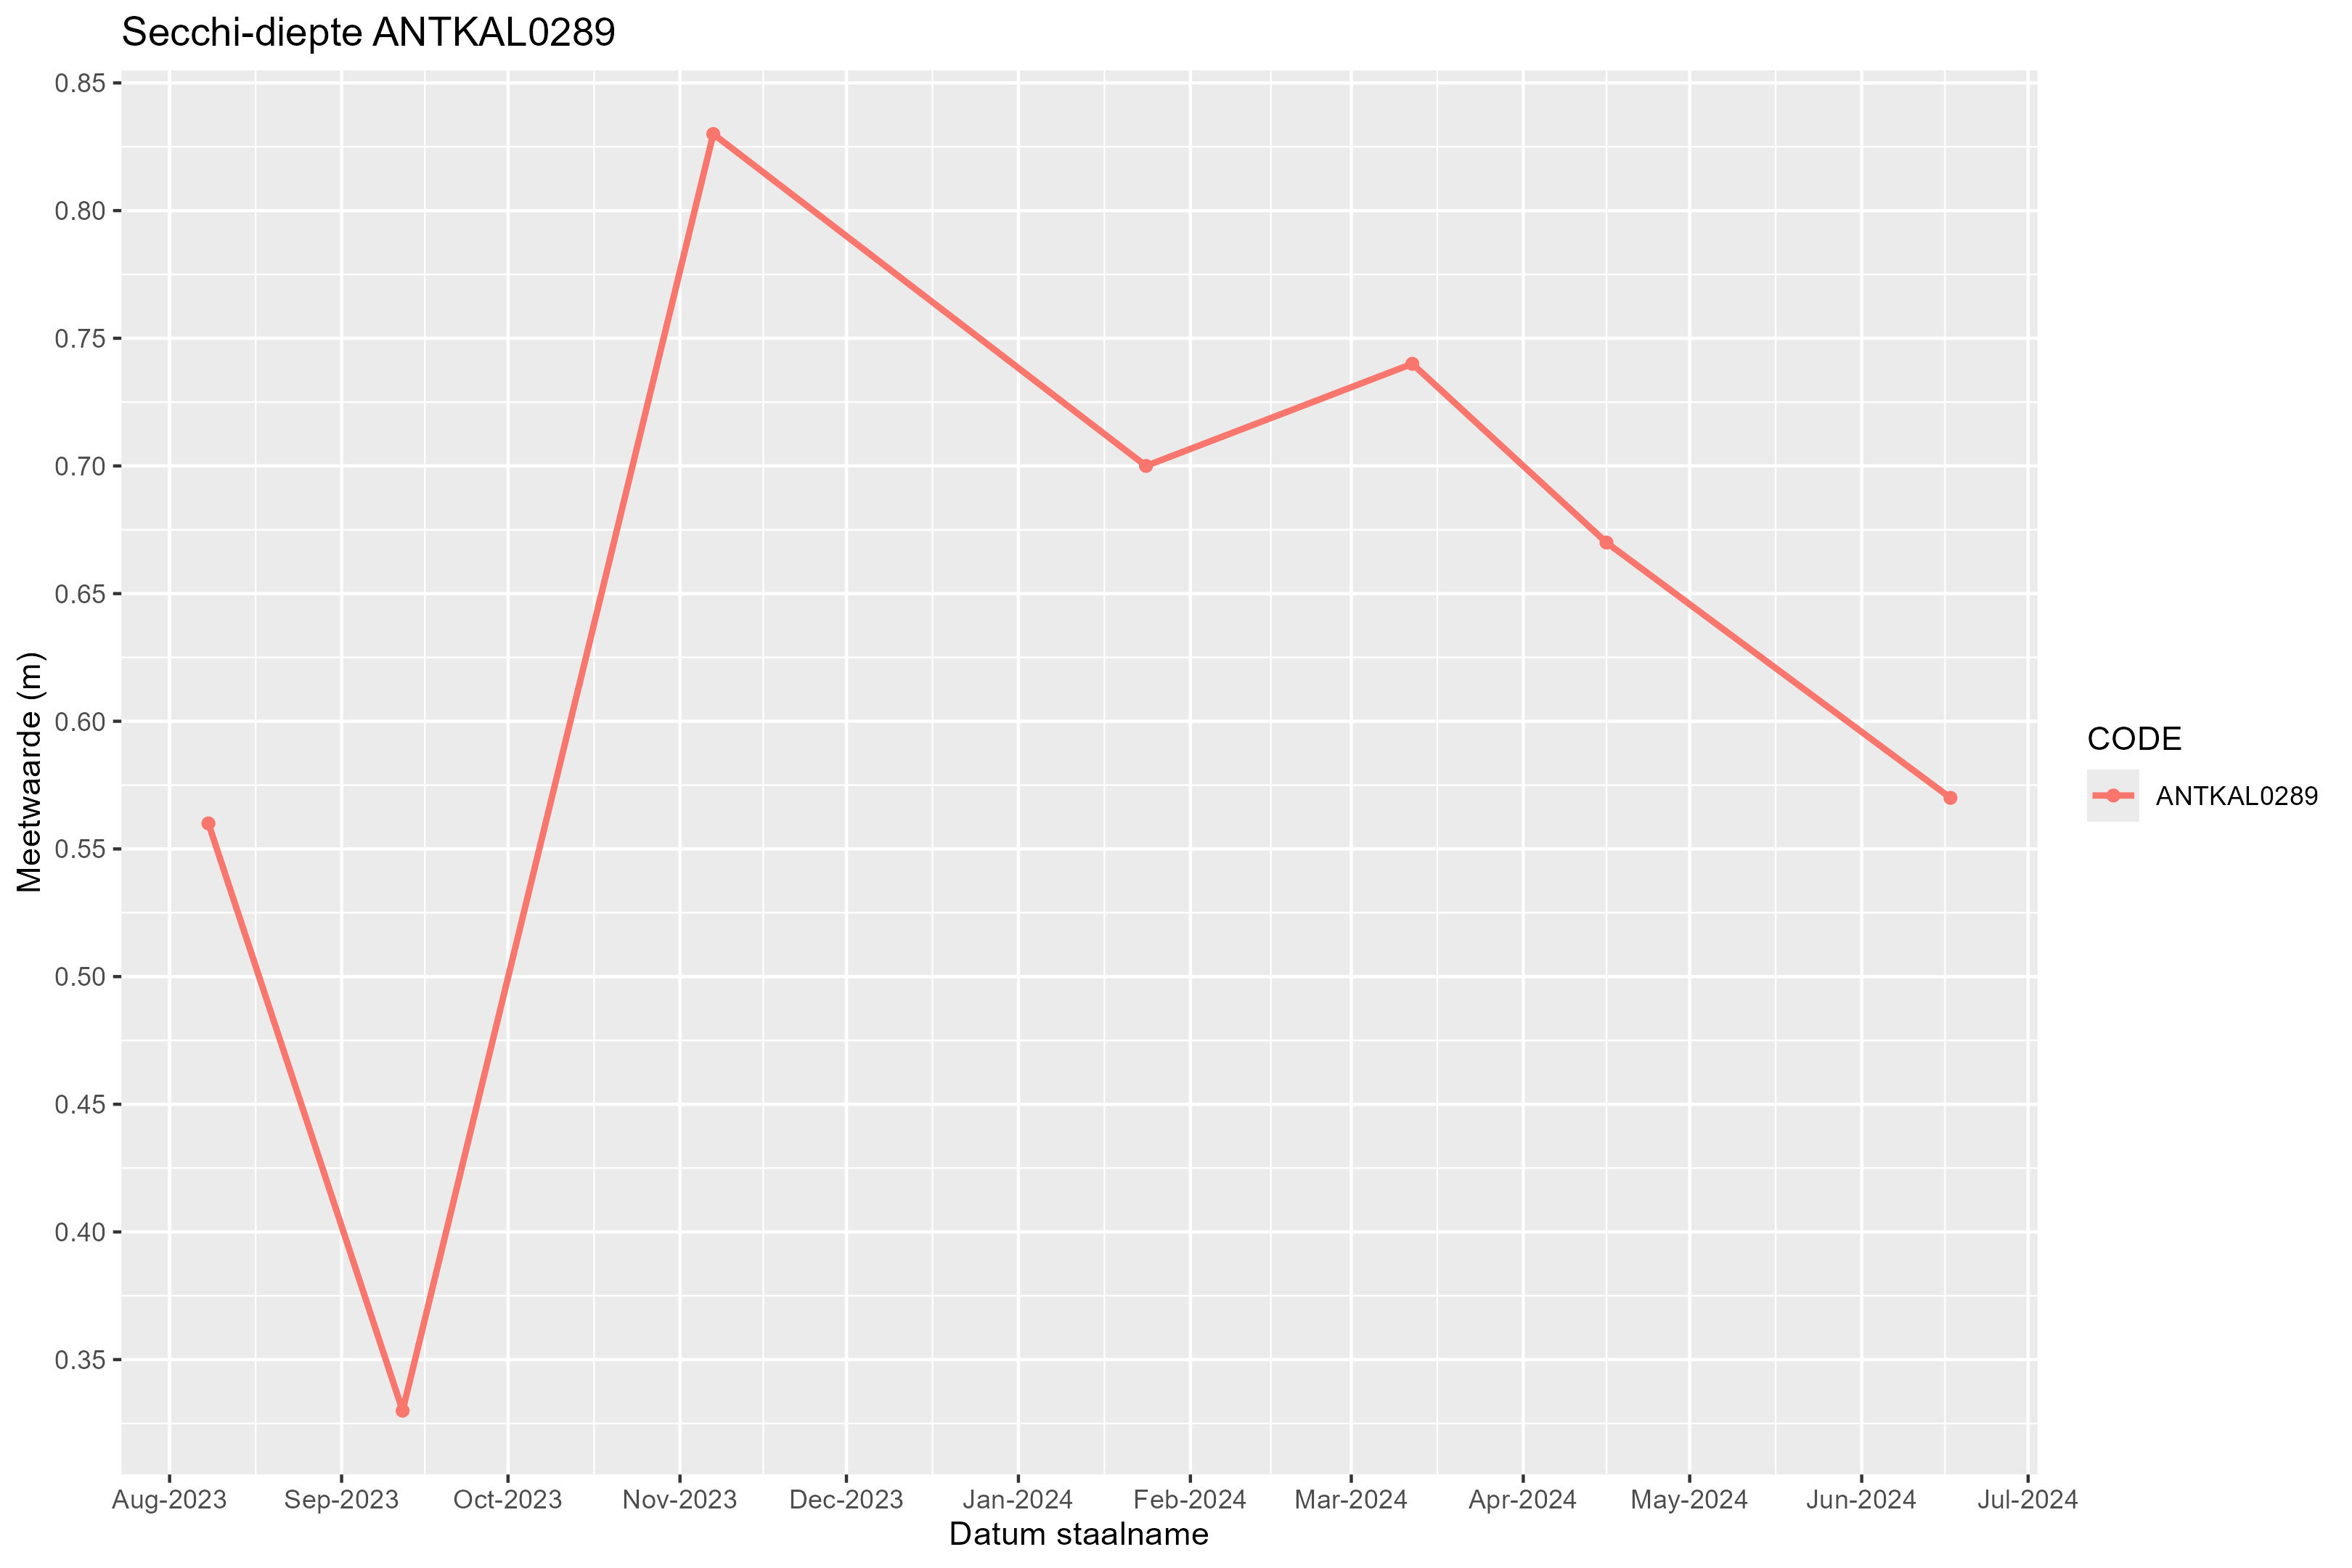 Secchi-diepte ANTKAL0289
0.85
0.80
0.75
0.70
0.65
0.60
0.55
0.50
0.45
0.40
0.35
Meetwaarde (m)
Aug-2023 Sep-2023 Oct-2023 Nov-2023 Dec-2023 Jan-2024 Feb-2024 Mar-2024 Apr-2024 May-2024 Jun-2024 Jul-2024
Datum staalname
CODE
ANTKAL0289